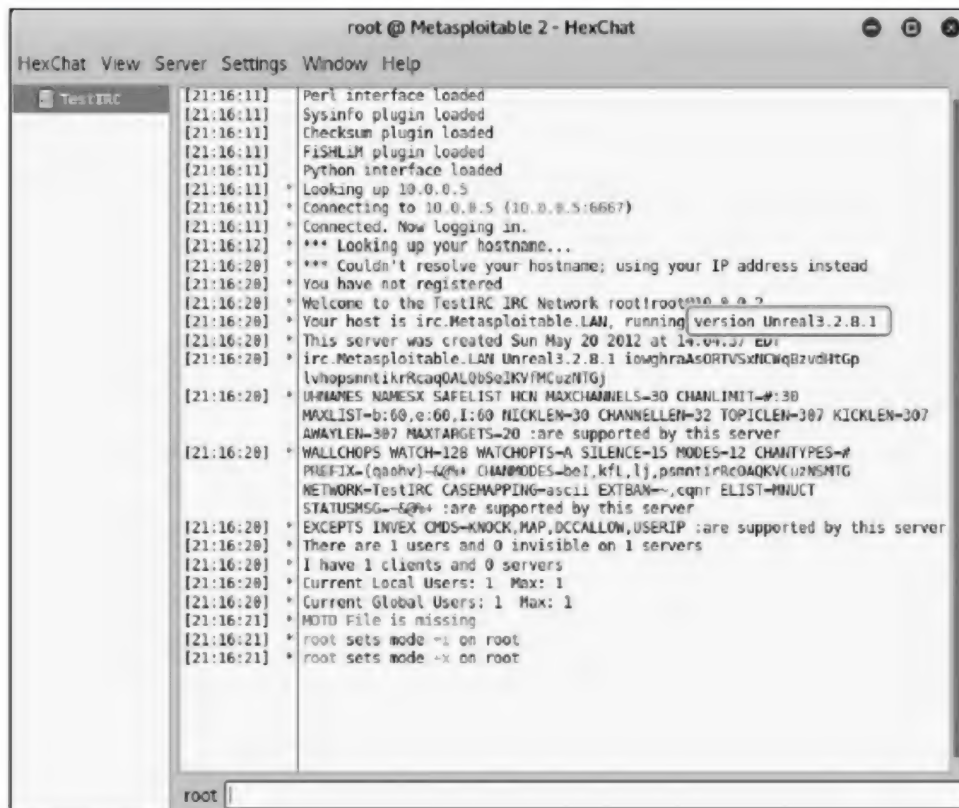 root @ Metasploitable 2 - HexChat
HexChat View Server Settings Window Help
TestIRC
[21:16:11] Perl interface loaded
[21:16:11] Sysinfo plugin loaded
[21:16:11] Checksum plugin loaded
[21:16:11] FiSHLiM plugin loaded
[21:16:11] Python interface loaded
[21:16:11] * Looking up 10.0.0.5
[21:16:11] * Connecting to 10.0.0.5 (10.0.0.5:6667)
[21:16:11] * Connected. Now logging in.
[21:16:12] * *** Looking up your hostname...
[21:16:20] * *** Couldn't resolve your hostname; using your IP address instead
[21:16:20] * You have not registered
[21:16:20] * Welcome to the TestIRC IRC Network root!root@10.0.0.2
[21:16:20] * Your host is irc.Metasploitable.LAN, running version Unreal3.2.8.1
[21:16:20] * This server was created Sun May 20 2012 at 14:04:37 EDT
[21:16:20] * irc.Metasploitable.LAN Unreal3.2.8.1
[21:16:20] * UHNAMES NAMESX SAFELIST HCN MAXCHANNELS=30 CHANLIMIT=#:30
MAXLIST=b:60,e:60,I:60 NICKLEN=30 CHANNELLEN=32 TOPICLEN=307 KICKLEN=307
AWAYLEN=307 MAXTARGETS=20 :are supported by this server
[21:16:20] * WALLCHOPS WATCH=128 WATCHOPTS=A SILENCE=15 MODES=12 CHANTYPES=#
PREFIX=(qaohv)~&@%+
NETWORK=TestIRC CASEMAPPING=ascii EXTBAN=~,cqnr ELIST=MNUCT
STATUSMSG=~&@%+ :are supported by this server
[21:16:20] * EXCEPTS INVEX CMDS=KNOCK,MAP,DCCALLOW,USERIP :are supported by this server
[21:16:20] * There are 1 users and 0 invisible on 1 servers
[21:16:20] * I have 1 clients and 0 servers
[21:16:20] * Current Local Users: 1 Max: 1
[21:16:20] * Current Global Users: 1 Max: 1
[21:16:21] * MOTD File is missing
[21:16:21] * root sets mode +i on root
[21:16:21] * root sets mode +x on root
root